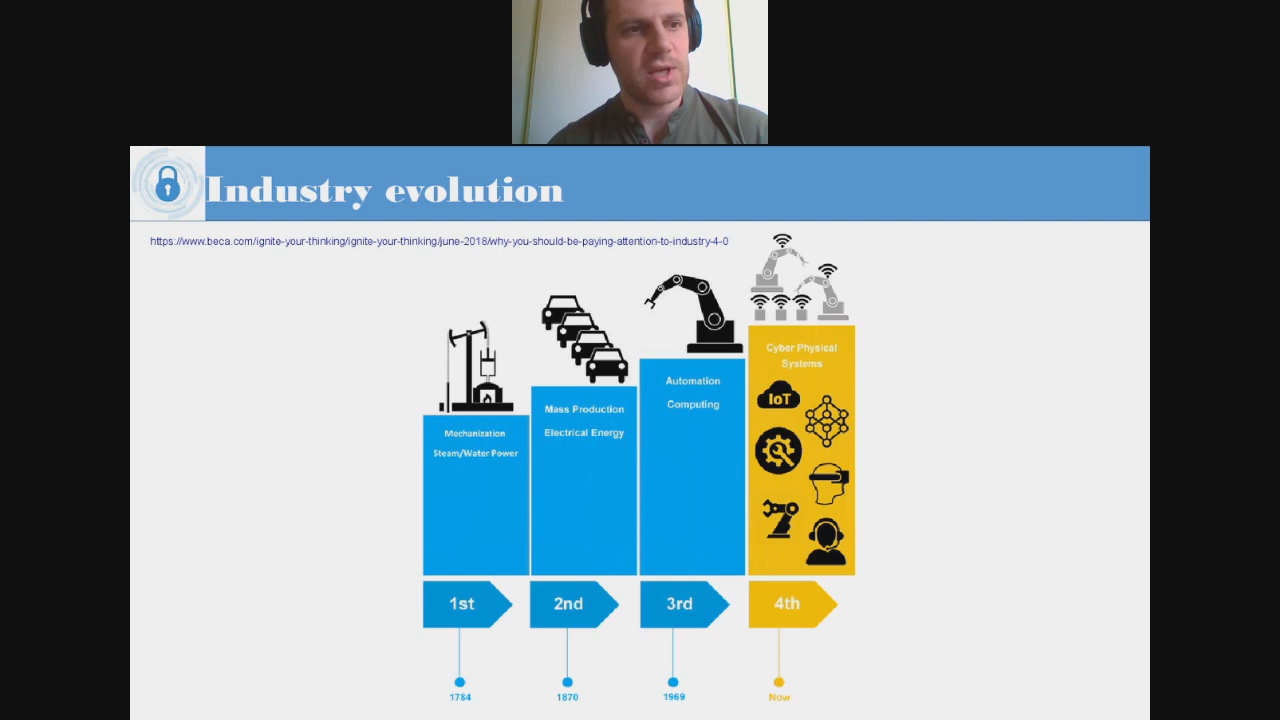 Industry evolution
https://www.beca.com/ignite-your-thinking/ignite-your-thinking/june-2018/why-you-should-be-paying-attention-to-industry-4-0
Mechanization
Steam/Water Power
Mass Production
Electrical Energy
Automation
Computing
Cyber Physical
Systems
IoT
1st
2nd
3rd
4th
1784
1870
1969
Now